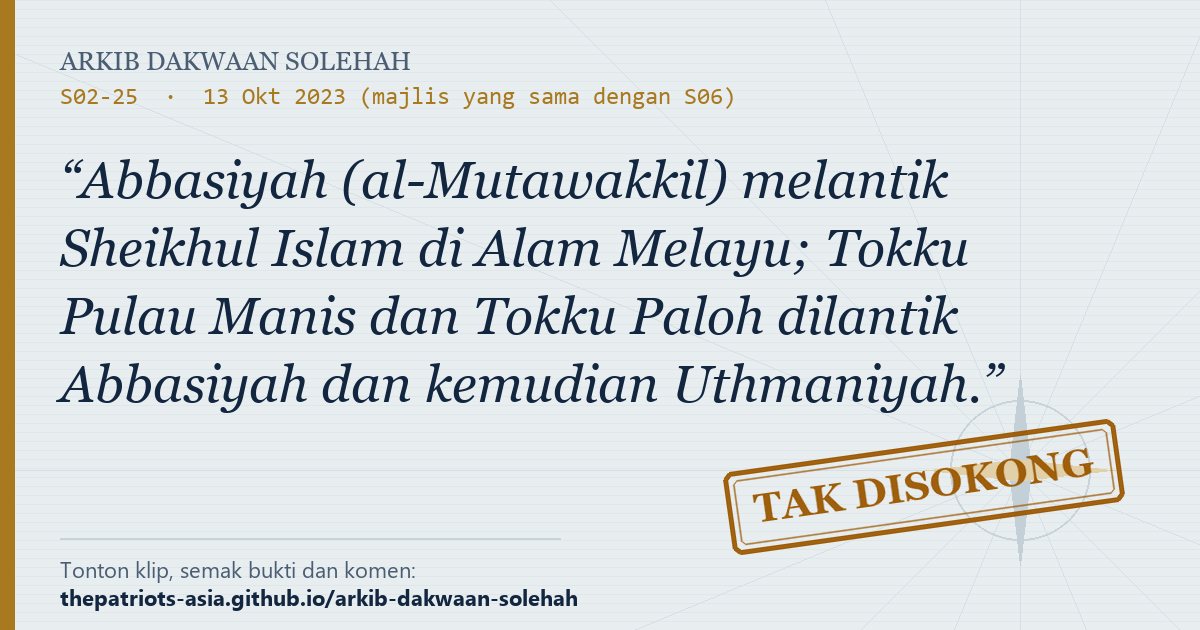 ARKIB DAKWAAN SOLEHAH
S02-25 · 13 Okt 2023 (majlis yang sama dengan S06)
“Abbasiyah (al-Mutawakkil) melantik
Sheikhul Islam di Alam Melayu; Tokku
Pulau Manis dan Tokku Paloh dilantik
Abbasiyah dan kemudian Uthmaniyah.”
TAK DISOKONG
Tonton klip, semak bukti dan komen:
thepatriots-asia.github.io/arkib-dakwaan-solehah